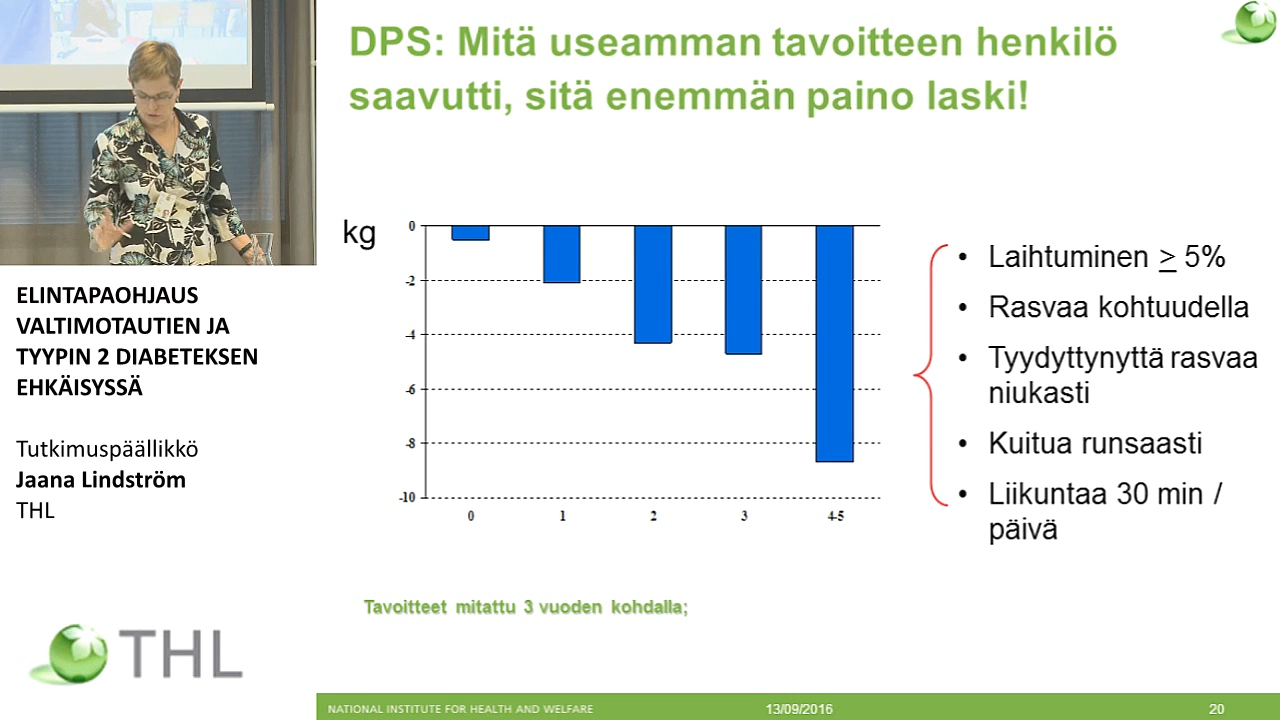 DPS: Mitä useamman tavoitteen henkilö
saavutti, sitä enemmän paino laski!
kg
0
-2
-4
-6
-8
-10
0
1
2
3
4-5
• Laihtuminen ≥ 5%
• Rasvaa kohtuudella
• Tyydyttynyttä rasvaa
niukasti
• Kuitua runsaasti
• Liikuntaa 30 min /
päivä
Tavoitteet mitattu 3 vuoden kohdalla;
ELINTAPAOHJAUS
VALTIMOTAUTIEN JA
TYYPIN 2 DIABETEKSEN
EHKÄISYSSÄ
Tutkimuspäällikkö
Jaana Lindström
THL
THL
NATIONAL INSTITUTE FOR HEALTH AND WELFARE
13/09/2016
20